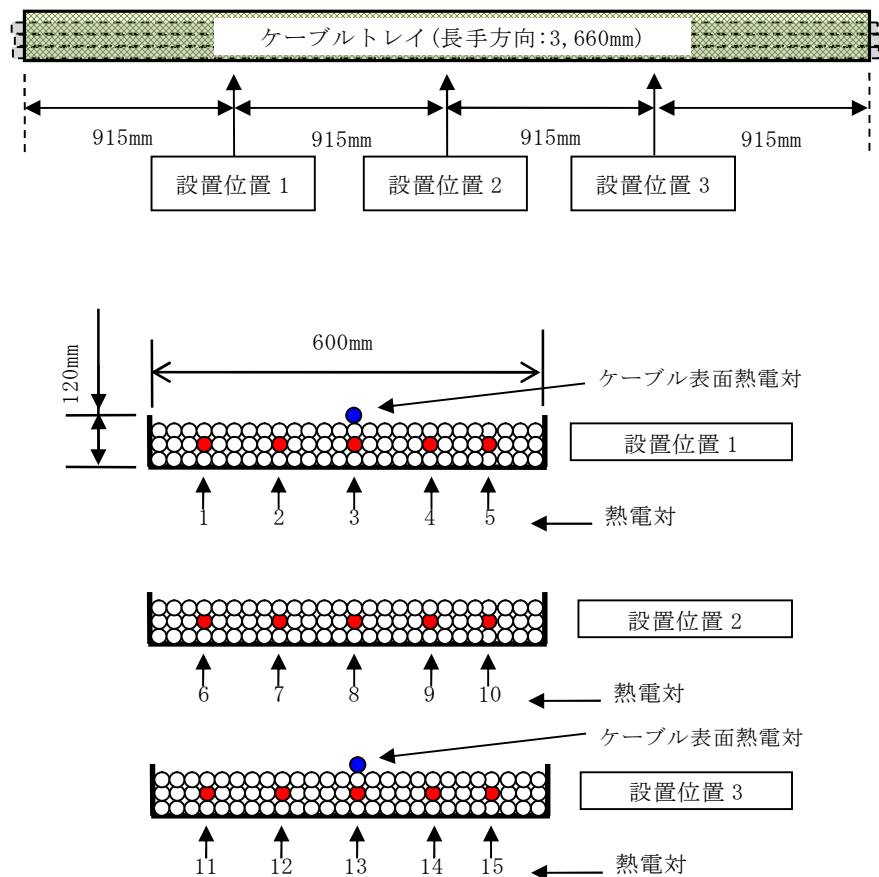 ケーブルトレイ(長手方向:3,660mm)
915mm 915mm 915mm 915mm
設置位置1 設置位置2 設置位置3
600mm
120mm
ケーブル表面熱電対
設置位置1
1 2 3 4 5 熱電対
設置位置2
6 7 8 9 10 熱電対
ケーブル表面熱電対
設置位置3
11 12 13 14 15 熱電対